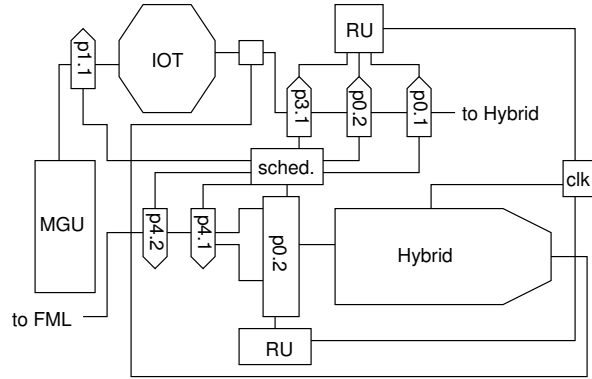 RU
p1.1
IOT
p3.1
p0.2
p0.1
to Hybrid
sched.
clk
MGU
p4.2
p4.1
p0.2
Hybrid
to FML
RU